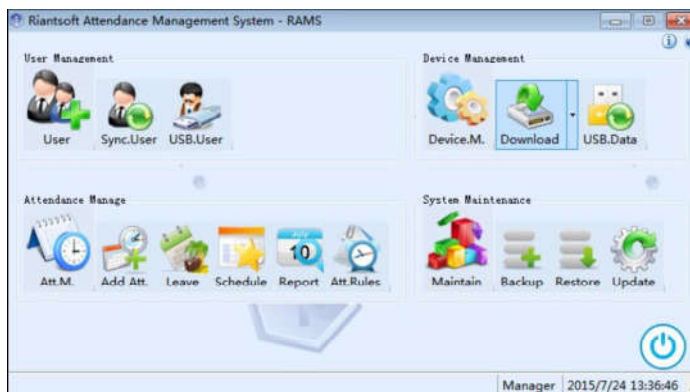 Riantsoft Attendance Management System - RAMS
User Management
User Sync.User USB.User
Device Management
Device.M. Download USB.Data
Attendance Manage
Att.M. Add Att. Leave Schedule Report Att.Rules
10
System Maintenance
Maintain Backup Restore Update
Manager 2015/7/24 13:36:46